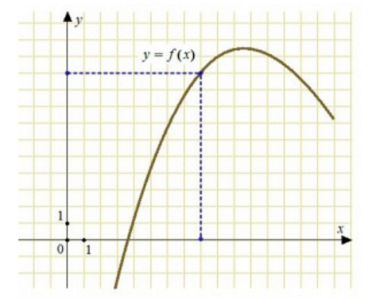 y
y = f(x)
1
x
0 1